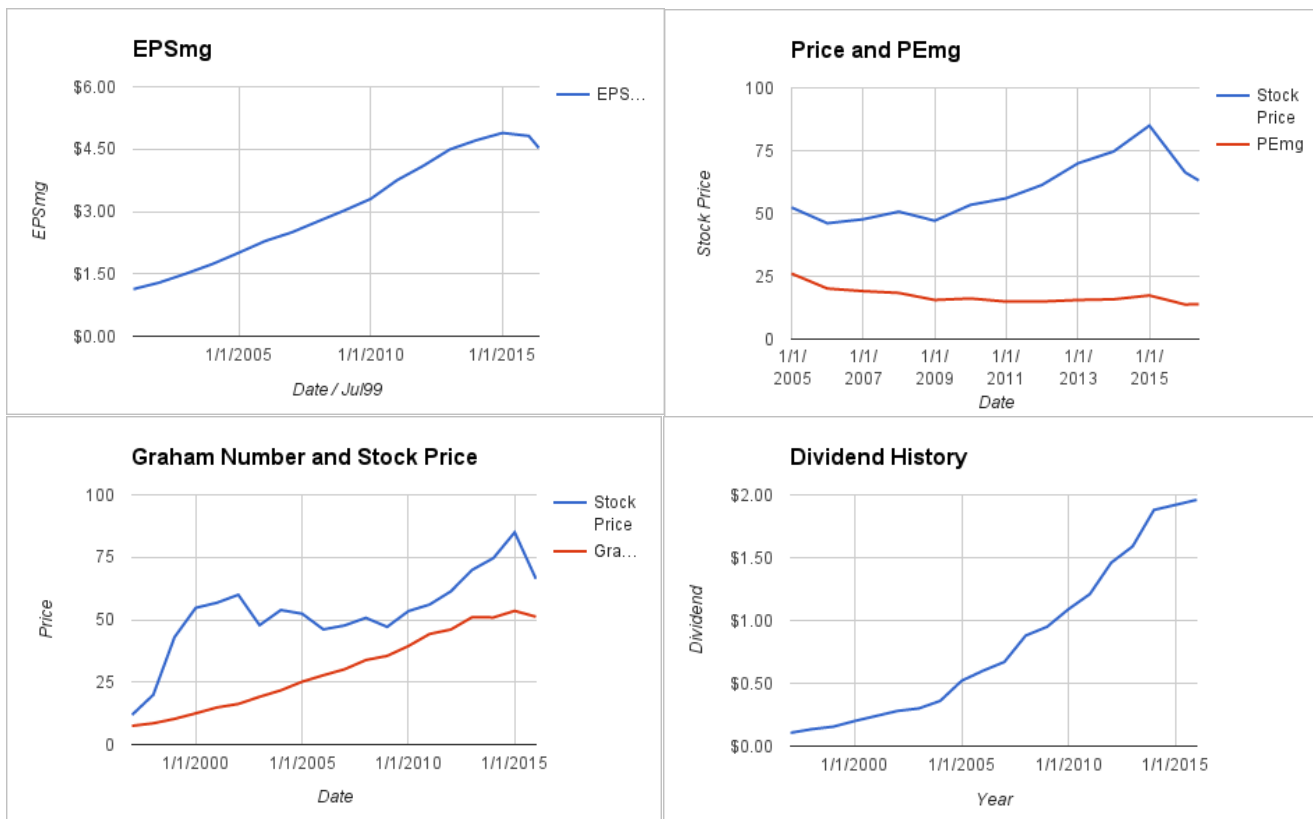 EPSmg
$6.00
$4.50
$3.00
$1.50
$0.00
EPSmg
1/1/2005
1/1/2010
1/1/2015
Date / Jul99
EPS...
Price and PEmg
100
75
50
25
0
Stock Price
1/1/
2005
1/1/
2007
1/1/
2009
1/1/
2011
1/1/
2013
1/1/
2015
Date
Stock
Price
PEmg
Graham Number and Stock Price
100
75
50
25
0
Price
1/1/2000
1/1/2005
1/1/2010
1/1/2015
Date
Stock
Price
Gra...
Dividend History
$2.00
$1.50
$1.00
$0.50
$0.00
Dividend
1/1/2000
1/1/2005
1/1/2010
1/1/2015
Year